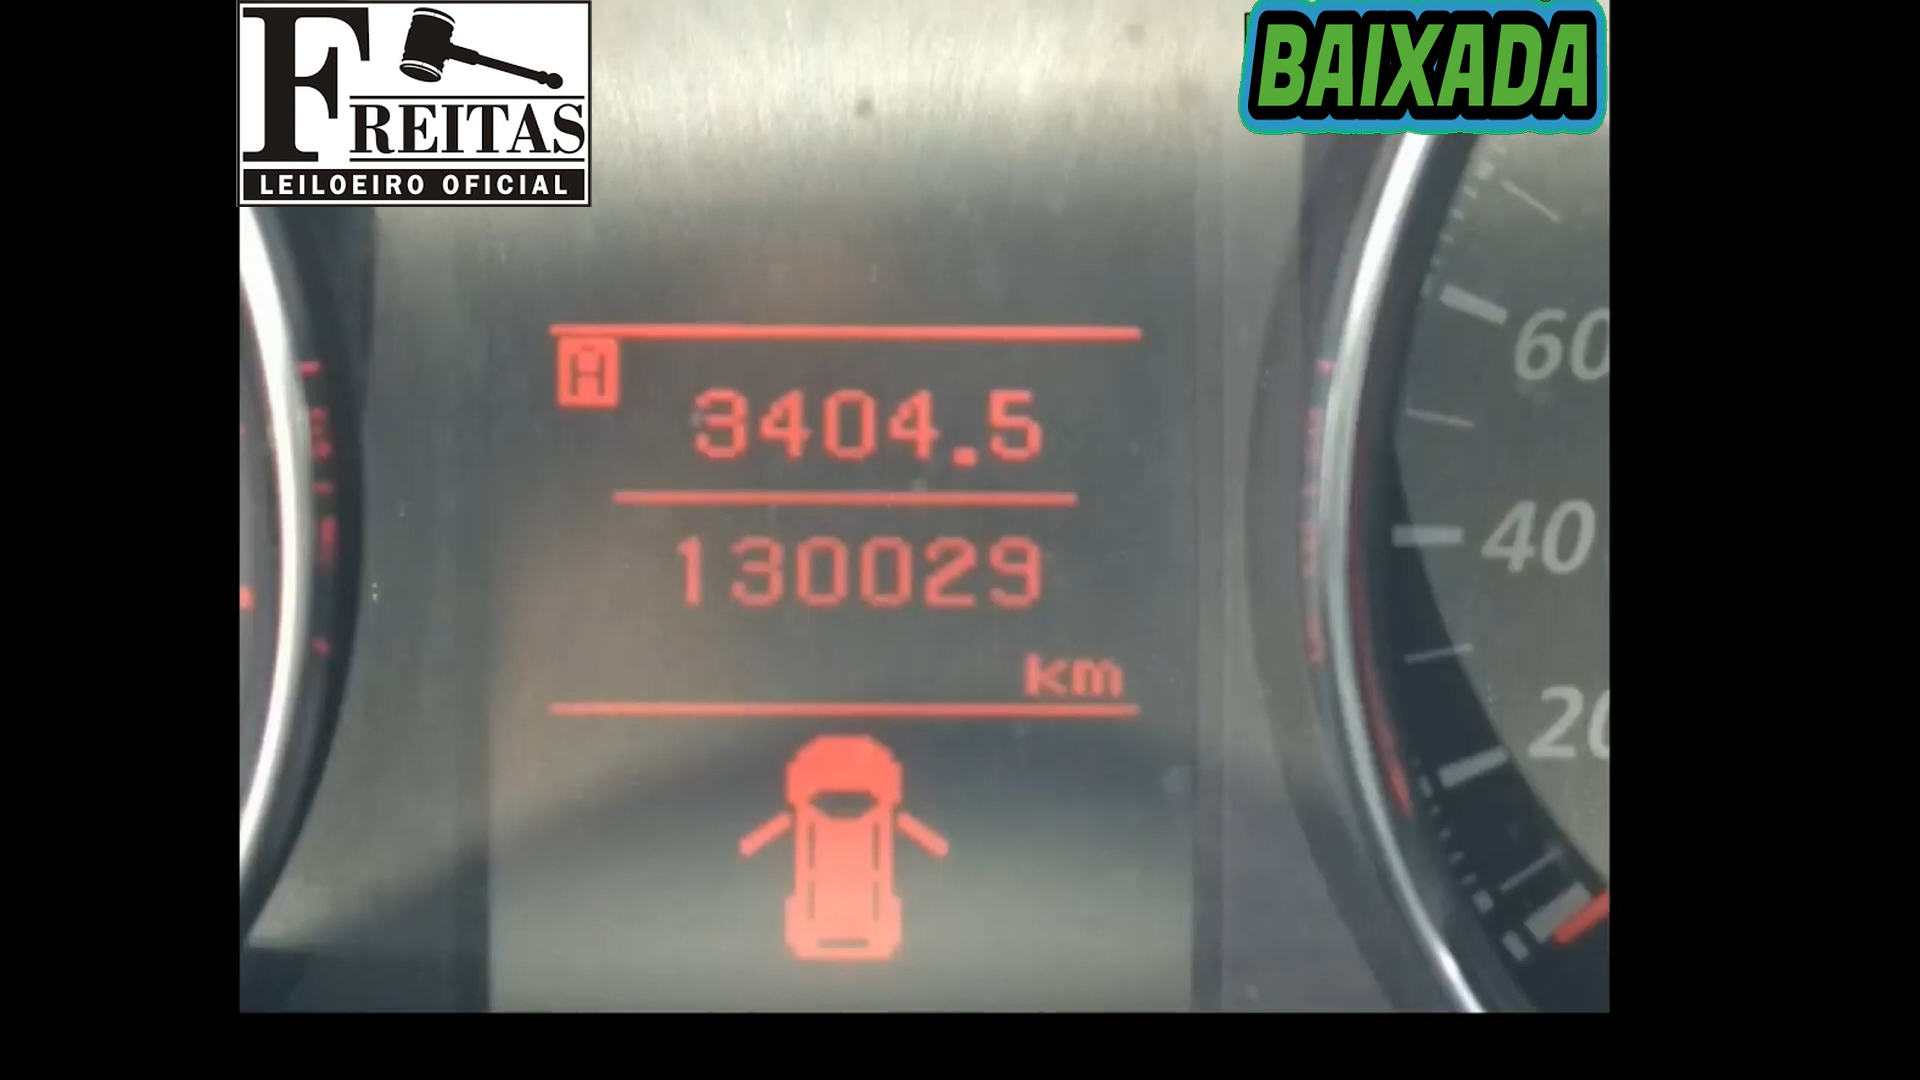 FREITAS
LEILOEIRO OFICIAL
BAIXADA
A
3404.5
130029
km
60
40
20